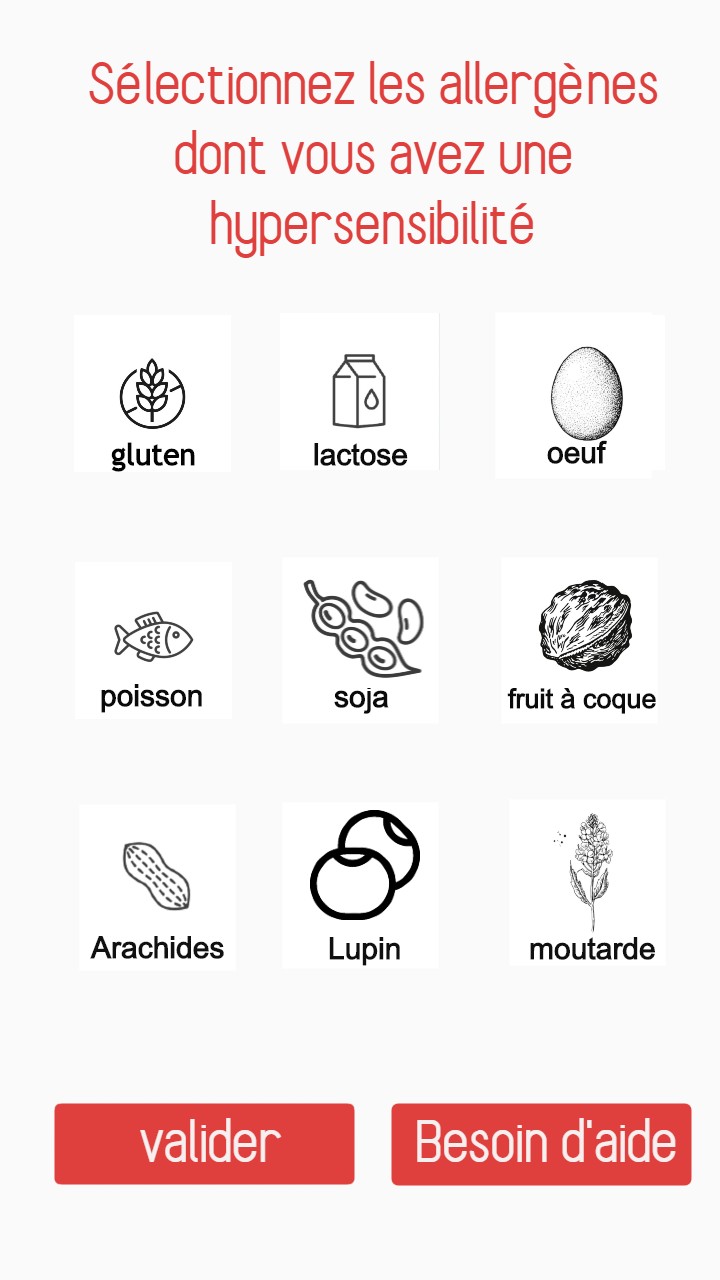 Sélectionnez les allergènes
dont vous avez une
hypersensibilité
gluten
lactose
oeuf
poisson
soja
fruit à coque
Arachides
Lupin
moutarde
valider
Besoin d'aide